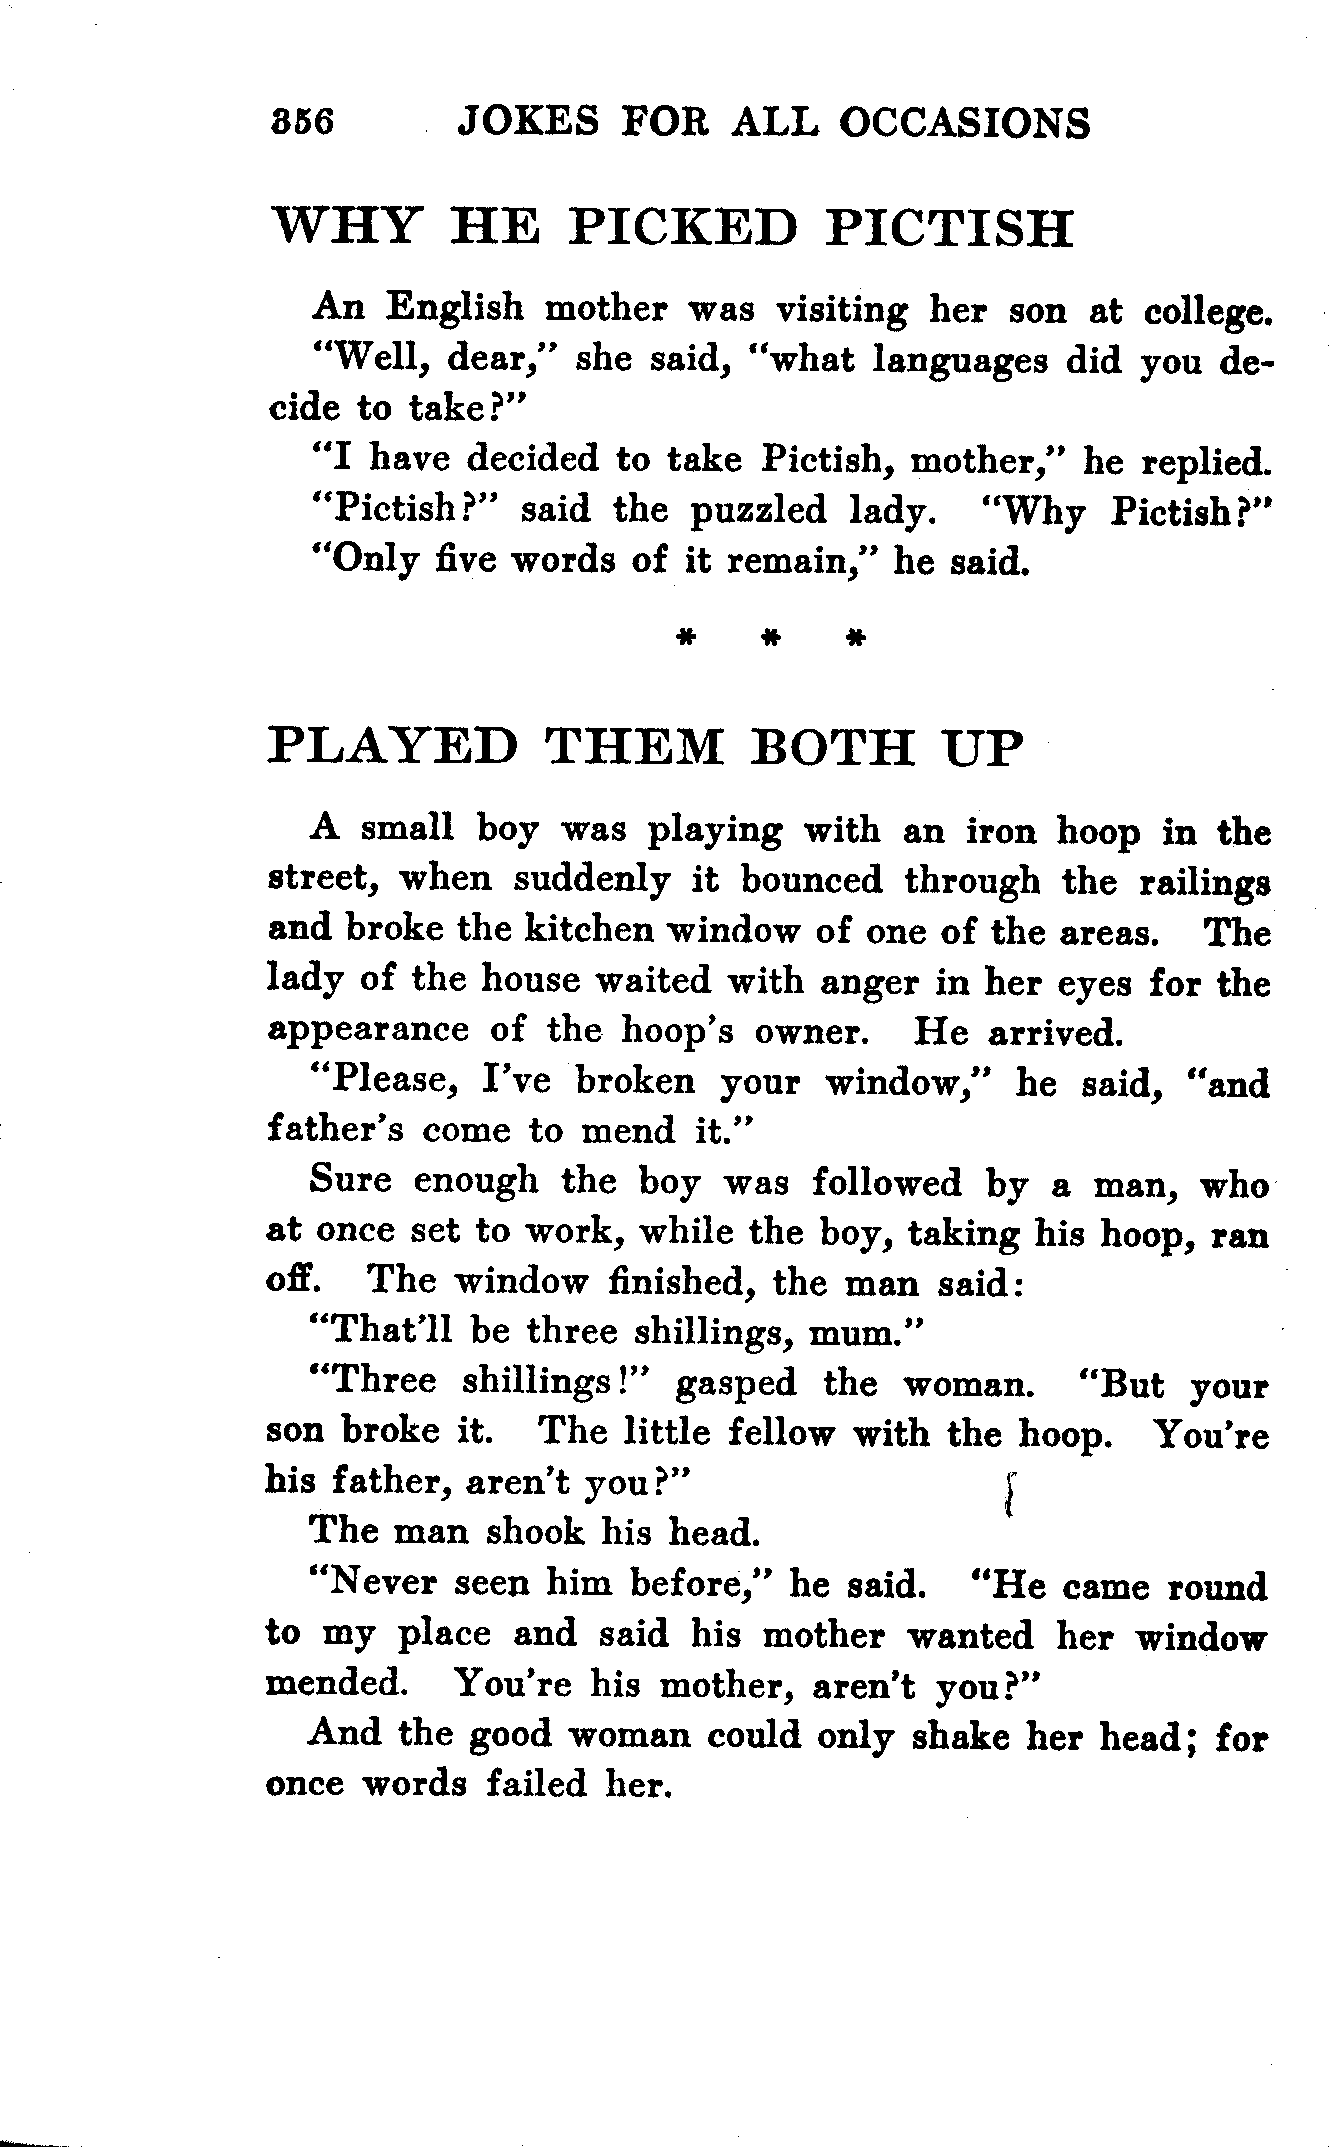 356 JOKES FOR ALL OCCASIONS
WHY HE PICKED PICTISH
An English mother was visiting her son at college.
"Well, dear," she said, "what languages did you de-
cide to take?"
"I have decided to take Pictish, mother," he replied.
"Pictish?" said the puzzled lady. "Why Pictish?"
"Only five words of it remain," he said.
* * *
PLAYED THEM BOTH UP
A small boy was playing with an iron hoop in the
street, when suddenly it bounced through the railings
and broke the kitchen window of one of the areas. The
lady of the house waited with anger in her eyes for the
appearance of the hoop's owner. He arrived.
"Please, I've broken your window," he said, "and
father's come to mend it."
Sure enough the boy was followed by a man, who
at once set to work, while the boy, taking his hoop, ran
off. The window finished, the man said:
"That'll be three shillings, mum."
"Three shillings!" gasped the woman. "But your
son broke it. The little fellow with the hoop. You're
his father, aren't you?"
The man shook his head.
"Never seen him before," he said. "He came round
to my place and said his mother wanted her window
mended. You're his mother, aren't you?"
And the good woman could only shake her head; for
once words failed her.